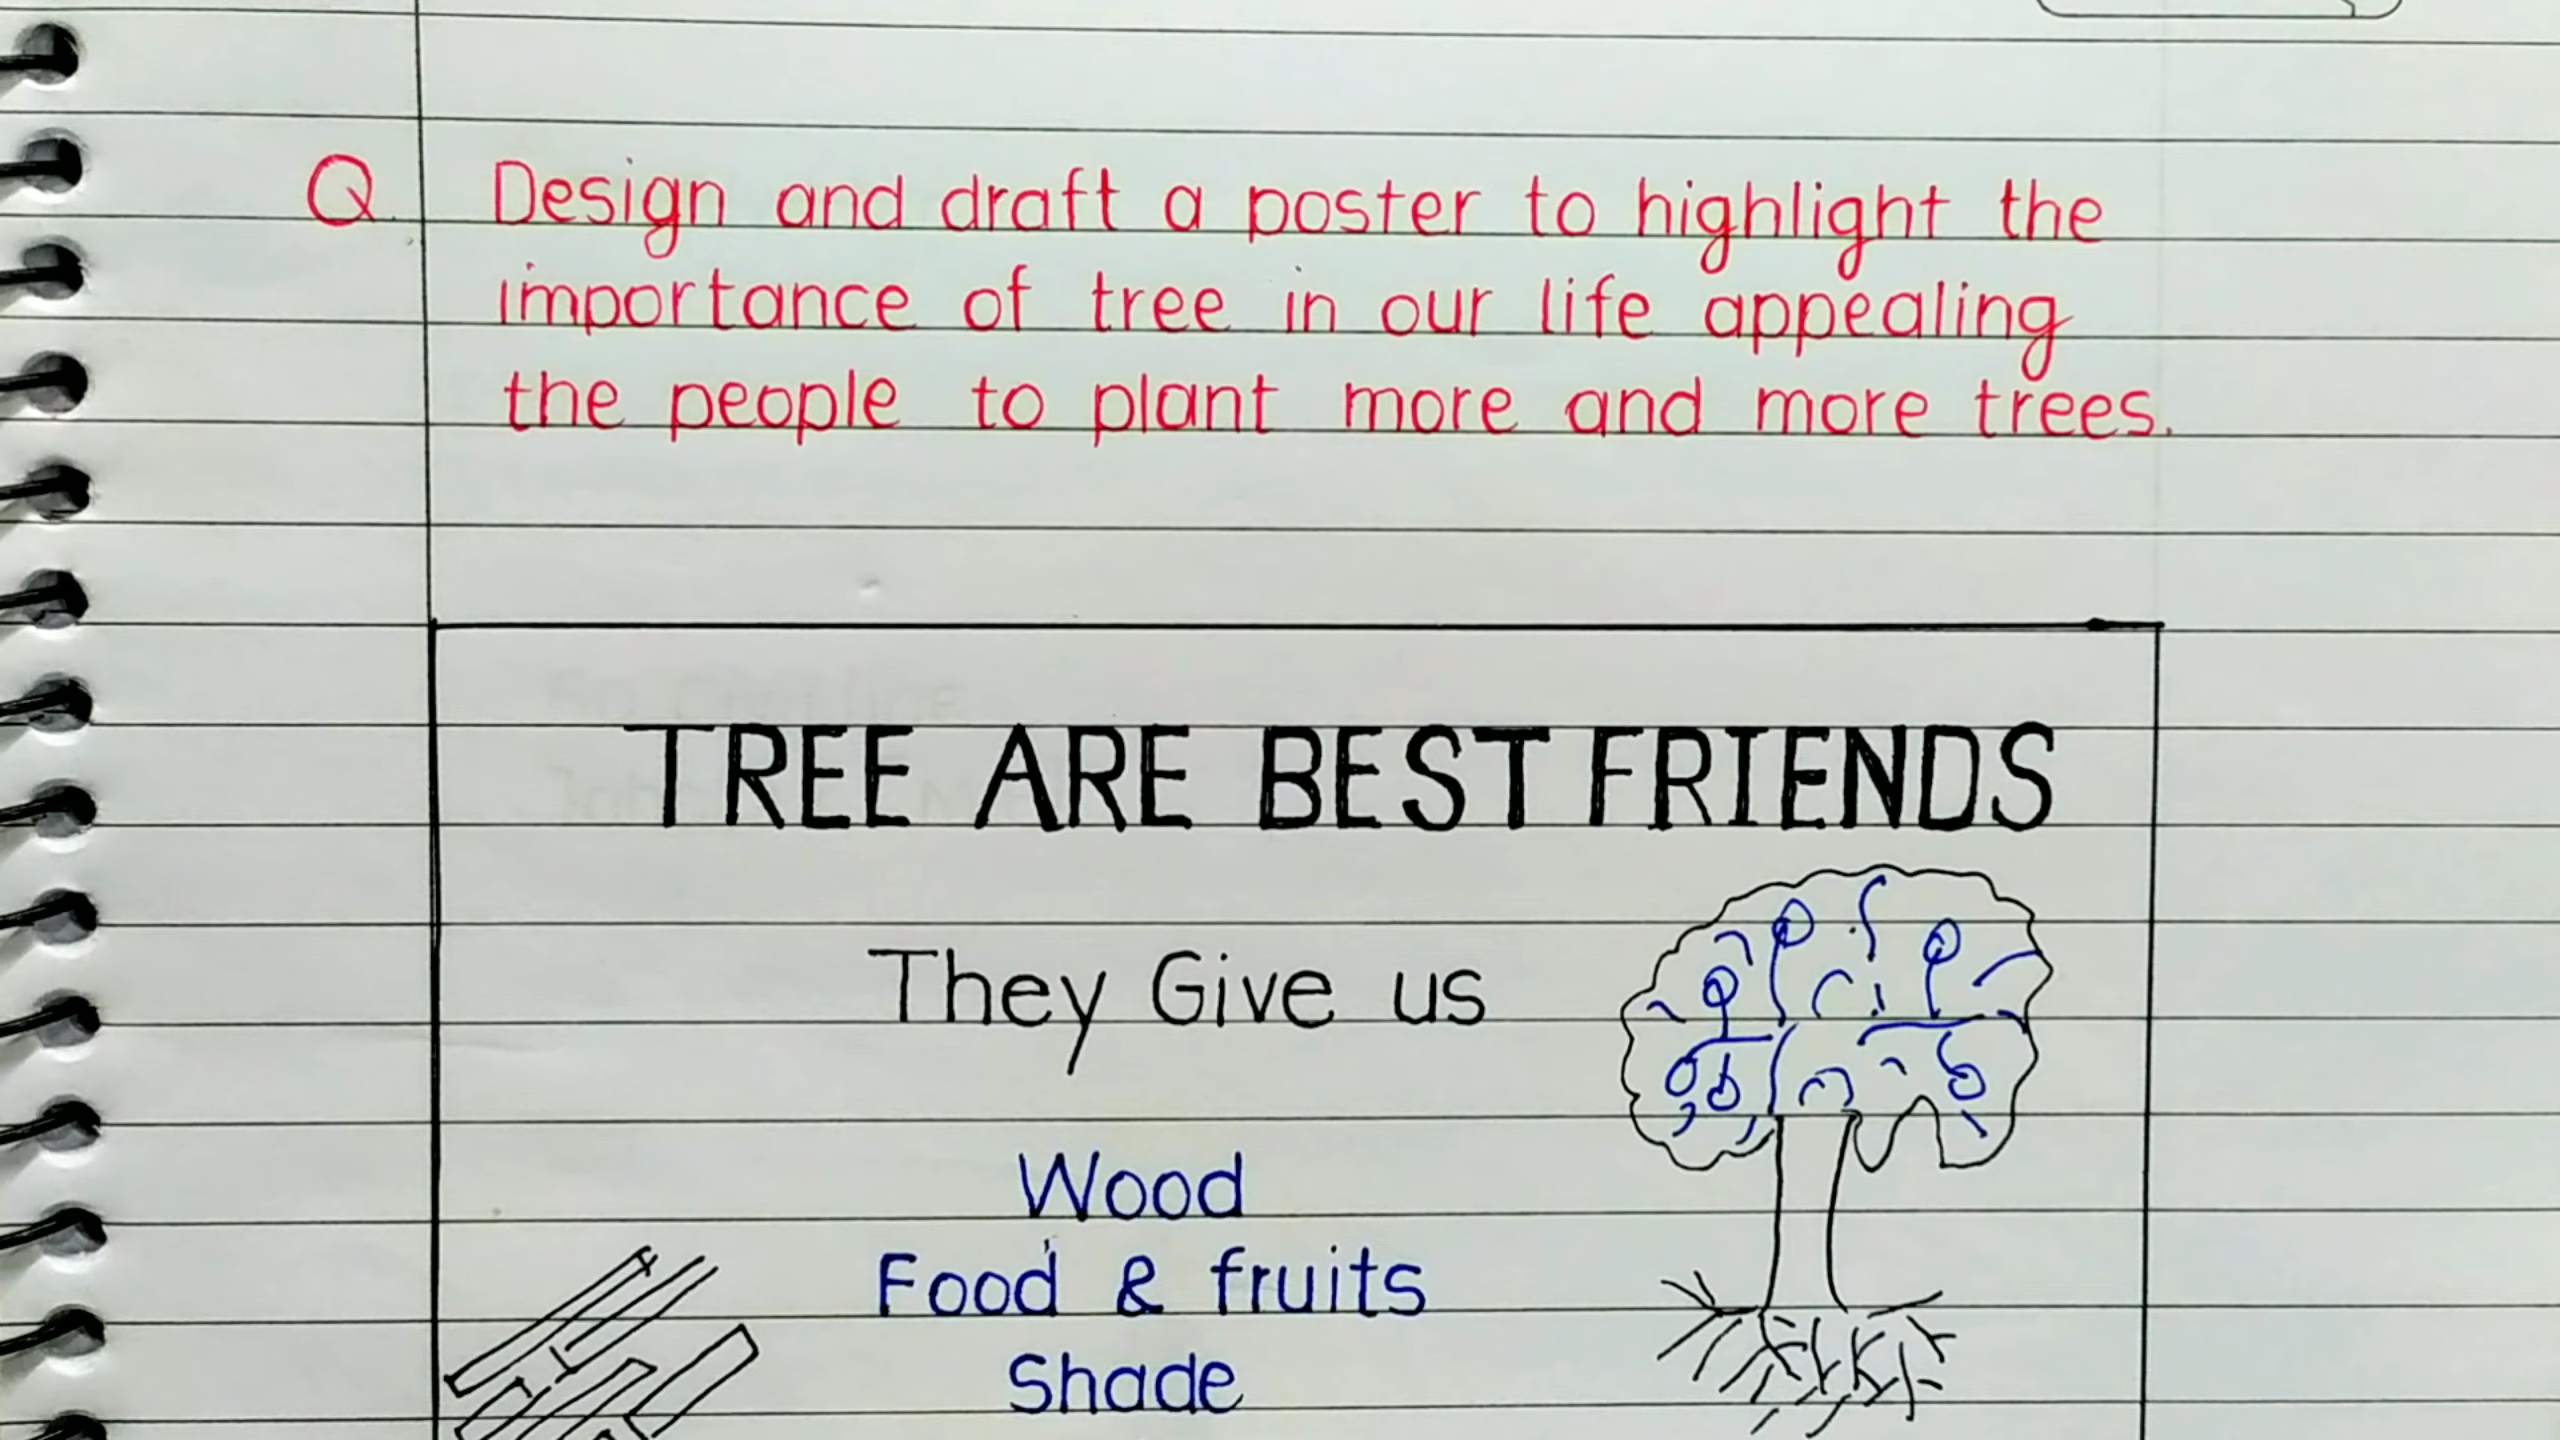 Q. Design and draft a poster to highlight the
importance of tree in our life appealing
the people to plant more and more trees.
TREE ARE BEST FRIENDS
They Give us
Wood
Food & fruits
Shade